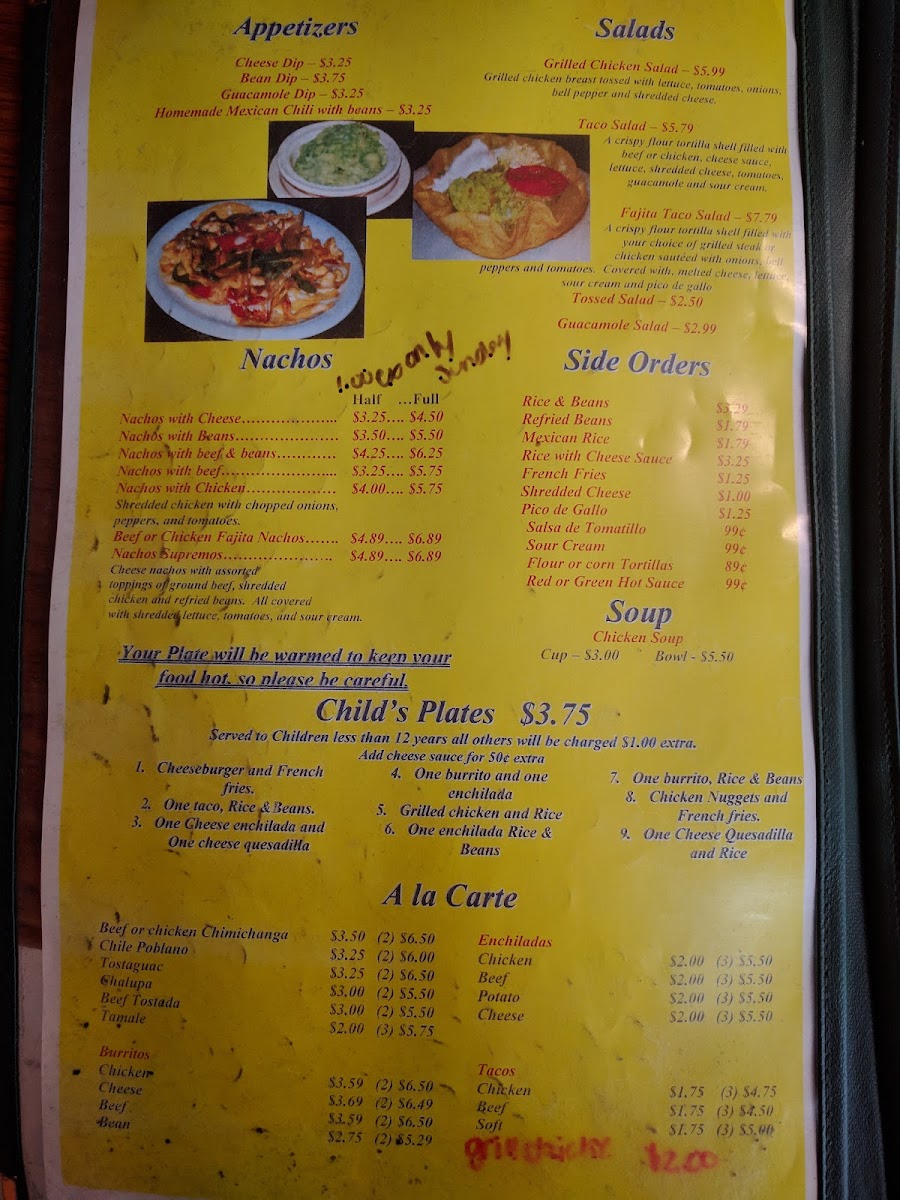 Appetizers
Cheese Dip – $3.25
Bean Dip – $3.75
Guacamole Dip – $3.25
Homemade Mexican Chili with beans – $3.25
Salads
Grilled Chicken Salad – $5.99
Grilled chicken breast tossed with lettuce, tomatoes, onions,
bell pepper and shredded cheese.
Taco Salad – $5.79
A crispy flour tortilla shell filled with
beef or chicken, cheese sauce,
lettuce, shredded cheese, tomatoes,
guacamole and sour cream.
Fajita Taco Salad – $7.79
A crispy flour tortilla shell filled with
your choice of grilled steak or
chicken sautéed with onions, bell
peppers and tomatoes. Covered with, melted cheese, lettuce,
sour cream and pico de gallo
Tossed Salad – $2.50
Guacamole Salad – $2.99
Nachos
1.00 only
Half ...Full
Nachos with Cheese................... $3.25.... $4.50
Nachos with Beans..................... $3.50.... $5.50
Nachos with beef & beans............ $4.25.... $6.25
Nachos with beef....................... $3.25.... $5.75
Nachos with Chicken.................. $4.00.... $5.75
Shredded chicken with chopped onions,
peppers, and tomatoes.
Beef or Chicken Fajita Nachos....... $4.89.... $6.89
Nachos Supremos...................... $4.89.... $6.89
Cheese nachos with assorted
toppings of ground beef, shredded
chicken and refried beans. All covered
with shredded lettuce, tomatoes, and sour cream.
Side Orders
Rice & Beans $3.29
Refried Beans $1.79
Mexican Rice $1.79
Rice with Cheese Sauce $3.25
French Fries $1.25
Shredded Cheese $1.00
Pico de Gallo $1.25
Salsa de Tomatillo 99¢
Sour Cream 99¢
Flour or corn Tortillas 89¢
Red or Green Hot Sauce 99¢
Soup
Chicken Soup
Cup – $3.00 Bowl - $5.50
Your Plate will be warmed to keep your
food hot, so please be careful.
Child's Plates $3.75
Served to Children less than 12 years all others will be charged $1.00 extra.
Add cheese sauce for 50¢ extra
1. Cheeseburger and French
fries.
2. One taco, Rice & Beans.
3. One Cheese enchilada and
One cheese quesadilla
4. One burrito and one
enchilada
5. Grilled chicken and Rice
6. One enchilada Rice &
Beans
7. One burrito, Rice & Beans
8. Chicken Nuggets and
French fries.
9. One Cheese Quesadilla
and Rice
A la Carte
Beef or chicken Chimichanga $3.50 (2) $6.50
Chile Poblano $3.25 (2) $6.00
Tostaguac $3.25 (2) $6.50
Chalupa $3.00 (2) $5.50
Beef Tostada $3.00 (2) $5.50
Tamale $2.00 (3) $5.75
Burritos
Chicken $3.59 (2) $6.50
Cheese $3.69 (2) $6.49
Beef $3.59 (2) $6.50
Bean $2.75 (2) $5.29
Enchiladas
Chicken $2.00 (3) $5.50
Beef $2.00 (3) $5.50
Potato $2.00 (3) $5.50
Cheese $2.00 (3) $5.50
Tacos
Chicken $1.75 (3) $4.75
Beef $1.75 (3) $4.50
Soft $1.75 (3) $5.00
$2.00